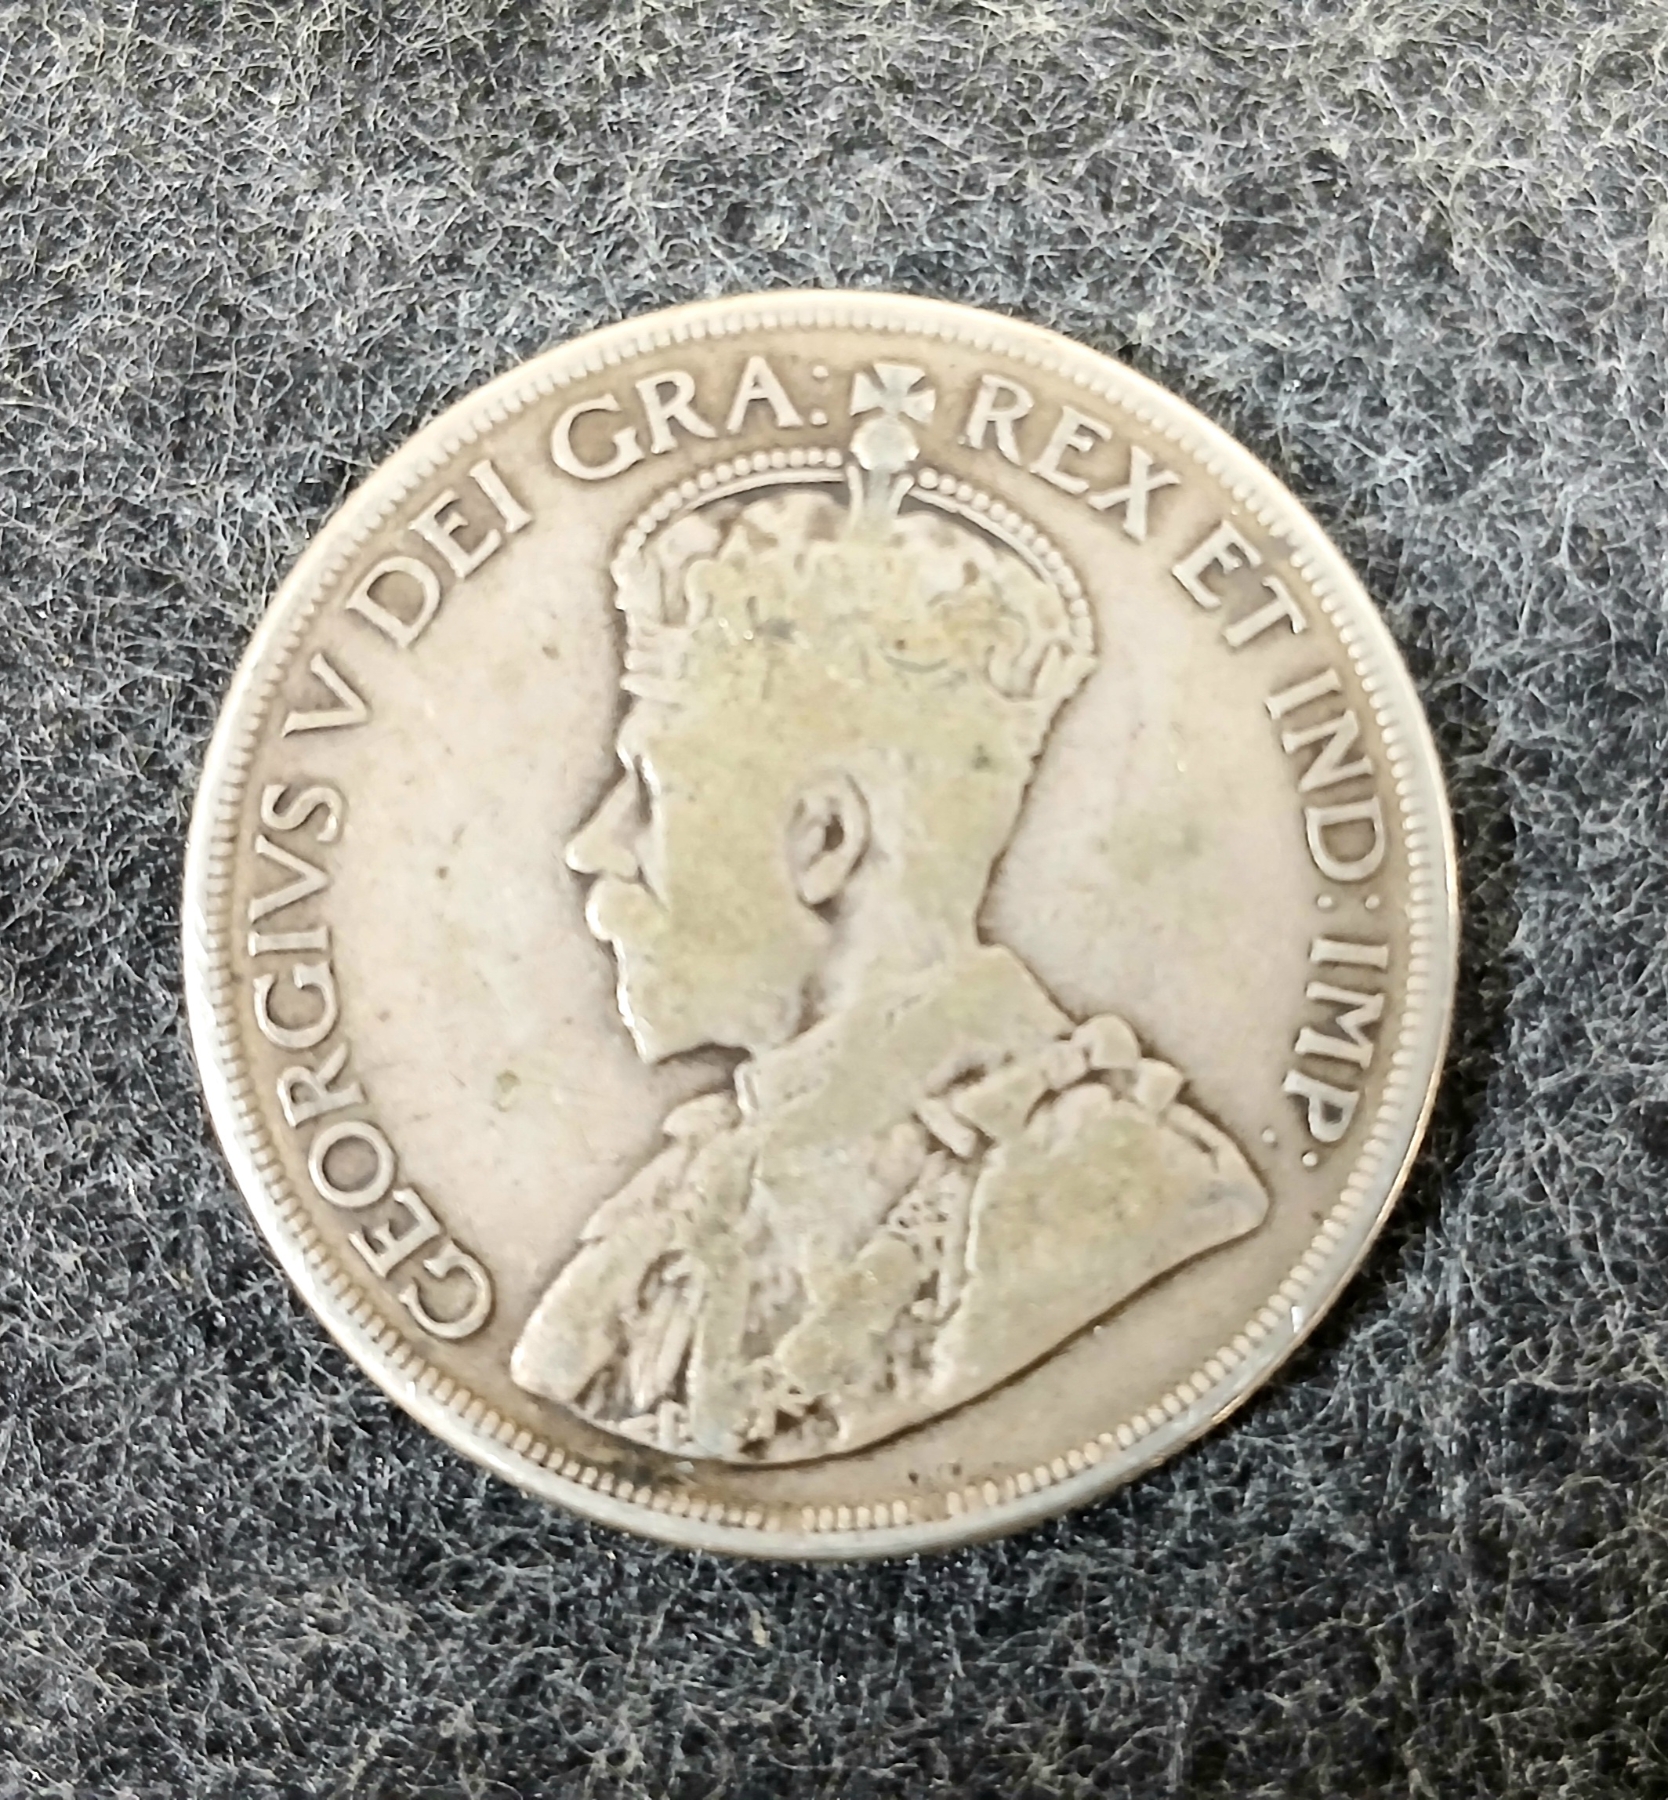 GEORGIVS V DEI GRA: REX ET IND: IMP.